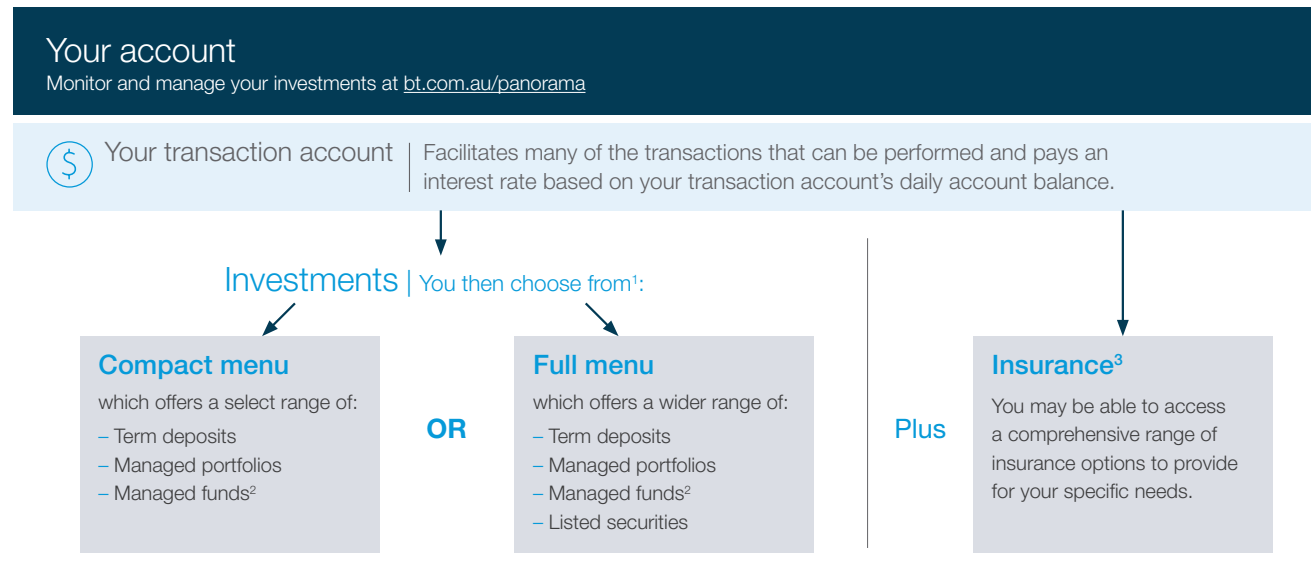 Your account
Monitor and manage your investments at bt.com.au/panorama
$
Your transaction account
Facilitates many of the transactions that can be performed and pays an
interest rate based on your transaction account’s daily account balance.
Investments | You then choose from¹:
Compact menu
which offers a select range of:
– Term deposits
– Managed portfolios
– Managed funds²
OR
Full menu
which offers a wider range of:
– Term deposits
– Managed portfolios
– Managed funds²
– Listed securities
Plus
Insurance³
You may be able to access
a comprehensive range of
insurance options to provide
for your specific needs.